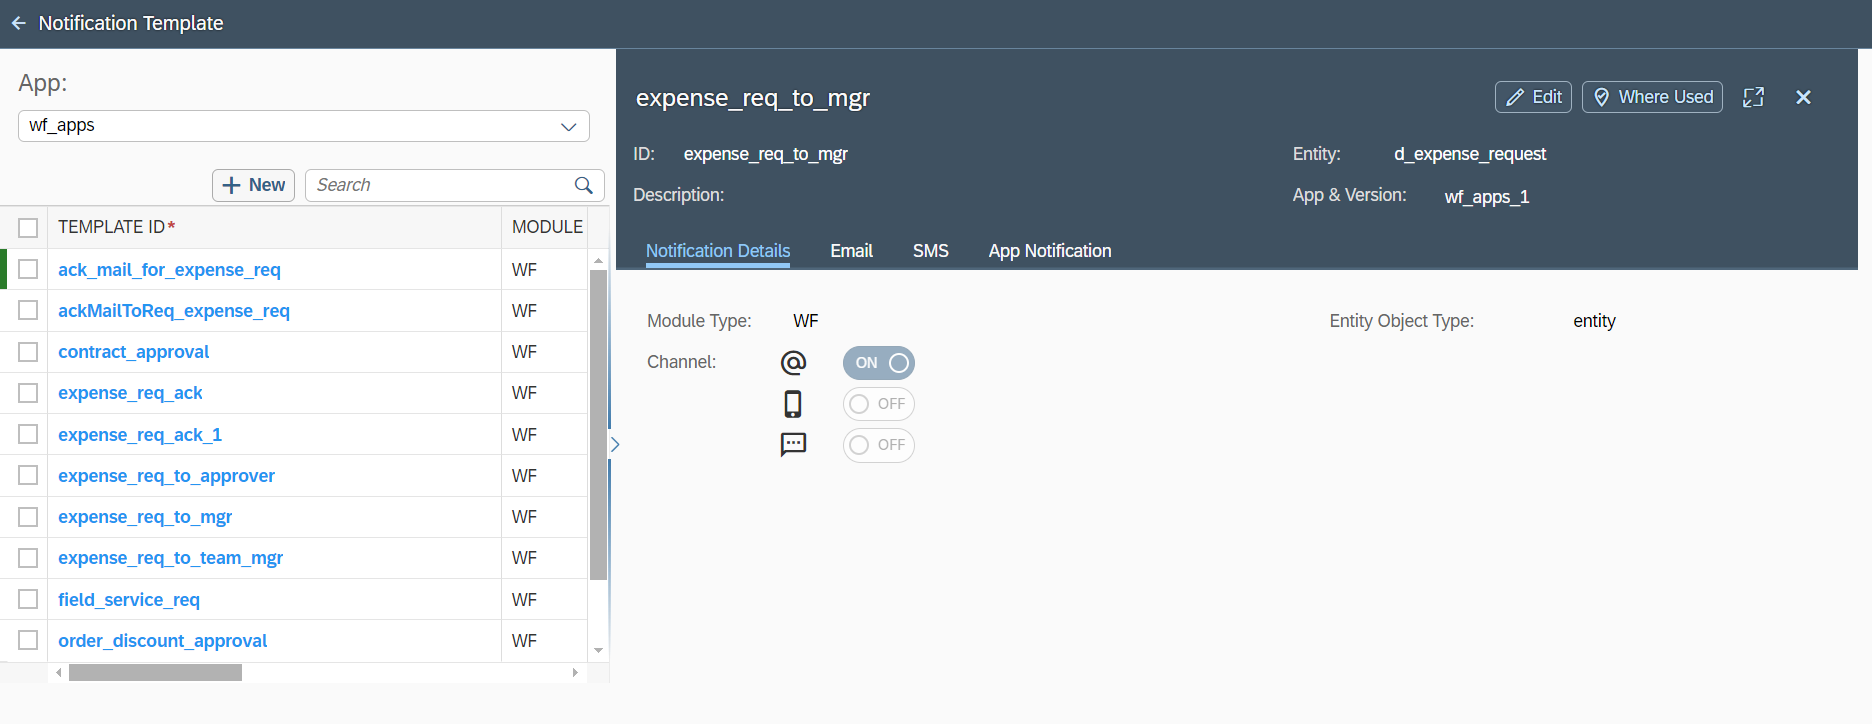 Notification Template
App:
wf_apps
New
Search
TEMPLATE ID* MODULE
ack_mail_for_expense_req WF
ackMailToReq_expense_req WF
contract_approval WF
expense_req_ack WF
expense_req_ack_1 WF
expense_req_to_approver WF
expense_req_to_mgr WF
expense_req_to_team_mgr WF
field_service_req WF
order_discount_approval WF
expense_req_to_mgr
Edit
Where Used
ID: expense_req_to_mgr
Entity: d_expense_request
Description:
App & Version: wf_apps_1
Notification Details Email SMS App Notification
Module Type: WF
Entity Object Type: entity
Channel:
ON
OFF
OFF